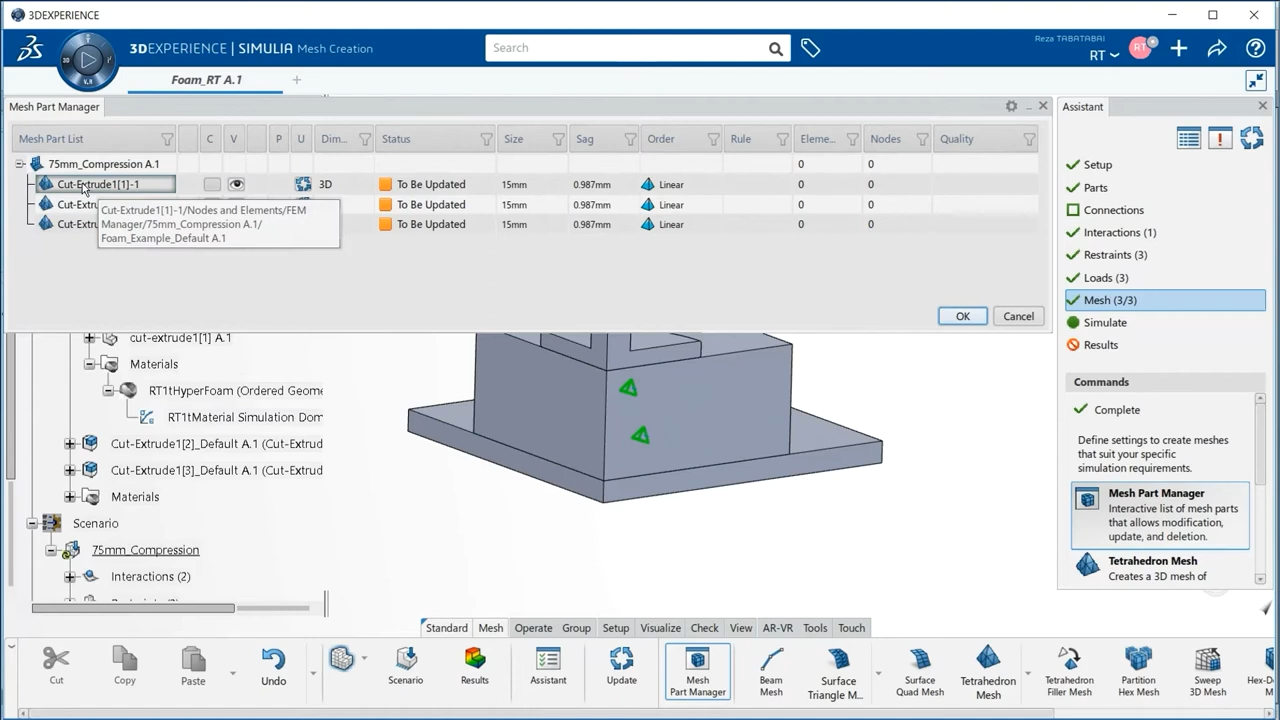 3DEXPERIENCE
3DEXPERIENCE | SIMULIA Mesh Creation
Search
Reza TABATABAI
RT
RT
3D
V.R
Foam_RT A.1
Mesh Part Manager
Mesh Part List C V P U Dim... Status Size Sag Order Rule Eleme... Nodes Quality
75mm_Compression A.1 0 0
Cut-Extrude1[1]-1 3D To Be Updated 15mm 0.987mm Linear 0 0
Cut-Extru To Be Updated 15mm 0.987mm Linear 0 0
Cut-Extru To Be Updated 15mm 0.987mm Linear 0 0
Cut-Extrude1[1]-1/Nodes and Elements/FEM
Manager/75mm_Compression A.1/
Foam_Example_Default A.1
OK Cancel
cut-extrude1[1] A.1
Materials
RT1tHyperFoam (Ordered Geome
RT1tMaterial Simulation Dom
Cut-Extrude1[2]_Default A.1 (Cut-Extrud
Cut-Extrude1[3]_Default A.1 (Cut-Extrud
Materials
Scenario
75mm_Compression
Interactions (2)
Assistant
Setup
Parts
Connections
Interactions (1)
Restraints (3)
Loads (3)
Mesh (3/3)
Simulate
Results
Commands
Complete
Define settings to create meshes
that suit your specific
simulation requirements.
Mesh Part Manager
Interactive list of mesh parts
that allows modification,
update, and deletion.
Tetrahedron Mesh
Creates a 3D mesh of
Standard Mesh Operate Group Setup Visualize Check View AR-VR Tools Touch
Cut
Copy
Paste
Undo
Scenario
Results
Assistant
Update
Mesh
Part Manager
Beam
Mesh
Surface
Triangle M...
Surface
Quad Mesh
Tetrahedron
Mesh
Tetrahedron
Filler Mesh
Partition
Hex Mesh
Sweep
3D Mesh
Hex-Do
M